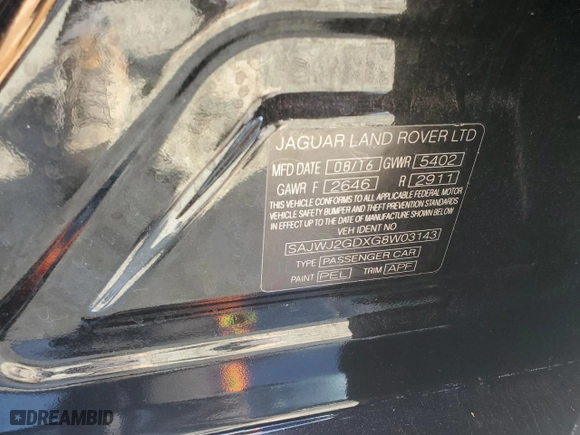 JAGUAR LAND ROVER LTD
MFD DATE 08/16 GVWR 5402
GAWR F 2646 R 2911
THIS VEHICLE CONFORMS TO ALL APPLICABLE FEDERAL MOTOR
VEHICLE SAFETY BUMPER AND THEFT PREVENTION STANDARDS
IN EFFECT UP TO THE DATE OF MANUFACTURE SHOWN BELOW
VEH IDENT NO
SAJWJ2GDXG8W03143
TYPE PASSENGER CAR
PAINT PEL TRIM APF
DREAMBID